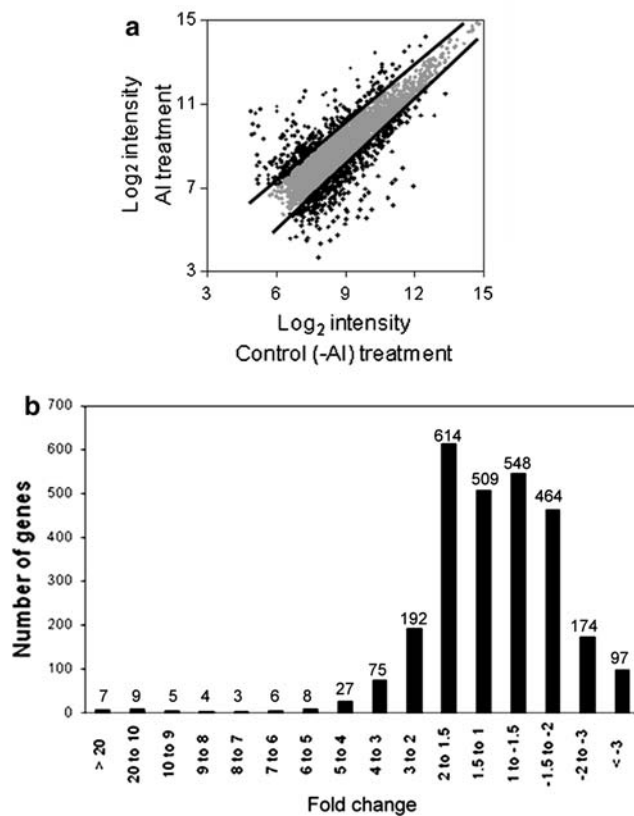 a
15
11
7
3
Log2 intensity
Al treatment
3
6
9
12
15
Log2 intensity
Control (-Al) treatment
b
700
600
500
400
300
200
100
0
Number of genes
7
9
5
4
3
6
8
27
75
192
614
509
548
464
174
97
> 20
20 to 10
10 to 9
9 to 8
8 to 7
7 to 6
6 to 5
5 to 4
4 to 3
3 to 2
2 to 1.5
1.5 to 1
1 to -1.5
-1.5 to -2
-2 to -3
< -3
Fold change